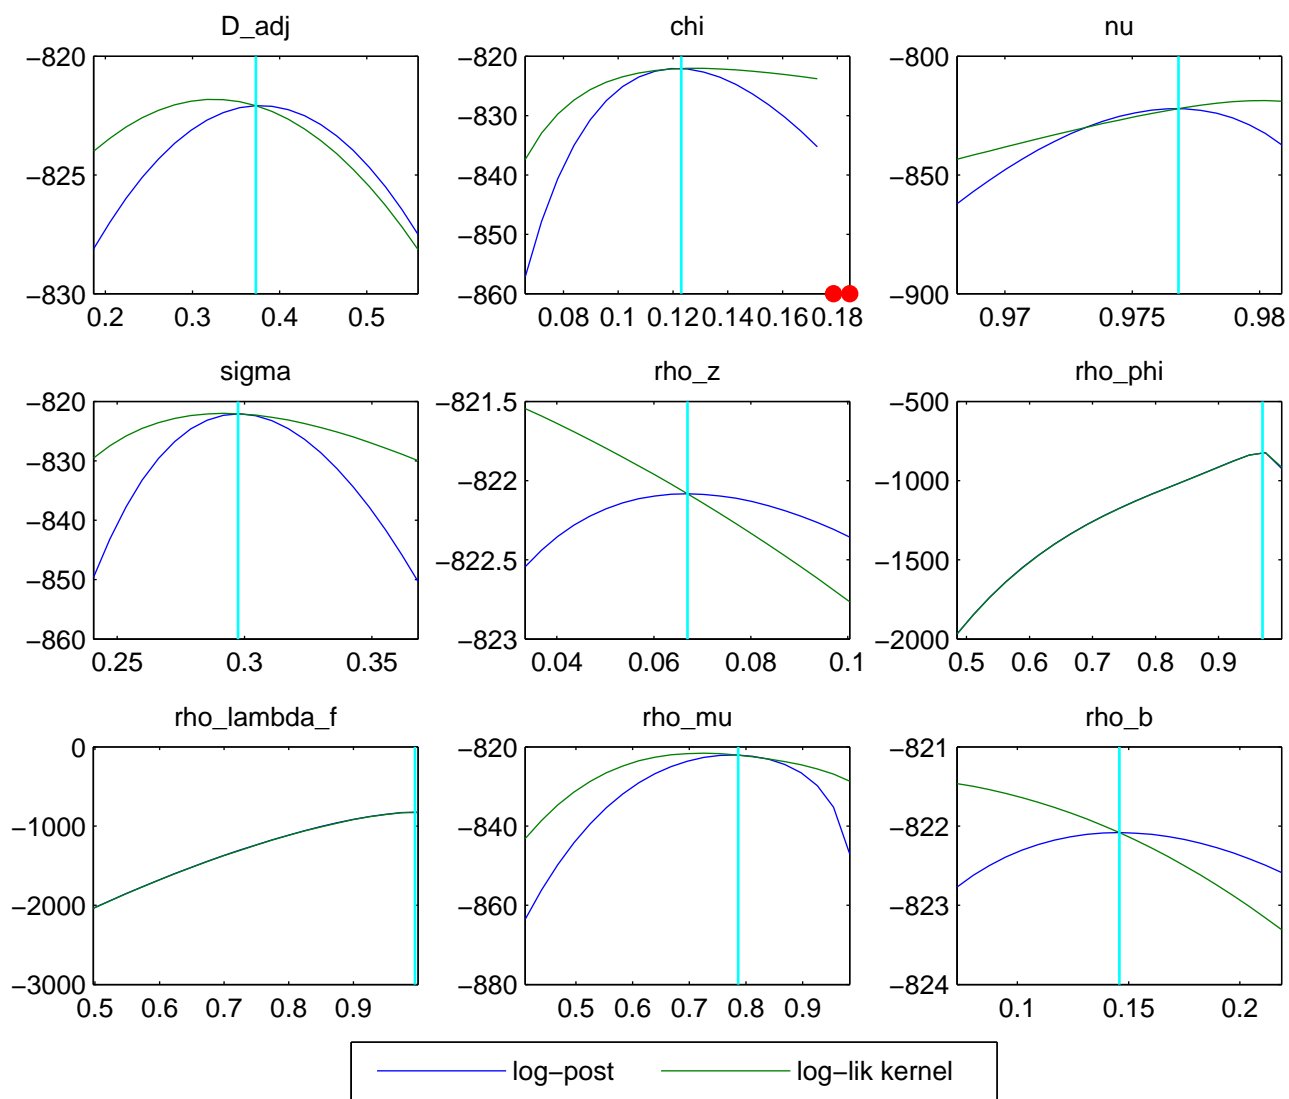 D_adj chi nu
−820 −820 −800
−825 −830 −840 −850 −850
−830 −860 −900
0.2 0.3 0.4 0.5 0.08 0.1 0.12 0.14 0.16 0.18 0.97 0.975 0.98
sigma rho_z rho_phi
−820 −821.5 −500
−830 −822 −1000
−840
−850 −822.5 −1500
−860 −823 −2000
0.25 0.3 0.35 0.04 0.06 0.08 0.1 0.5 0.6 0.7 0.8 0.9
rho_lambda_f rho_mu rho_b
0 −820 −821
−1000 −840 −822
−2000 −860 −823
−3000 −880 −824
0.5 0.6 0.7 0.8 0.9 0.5 0.6 0.7 0.8 0.9 0.1 0.15 0.2
log−post log−lik kernel